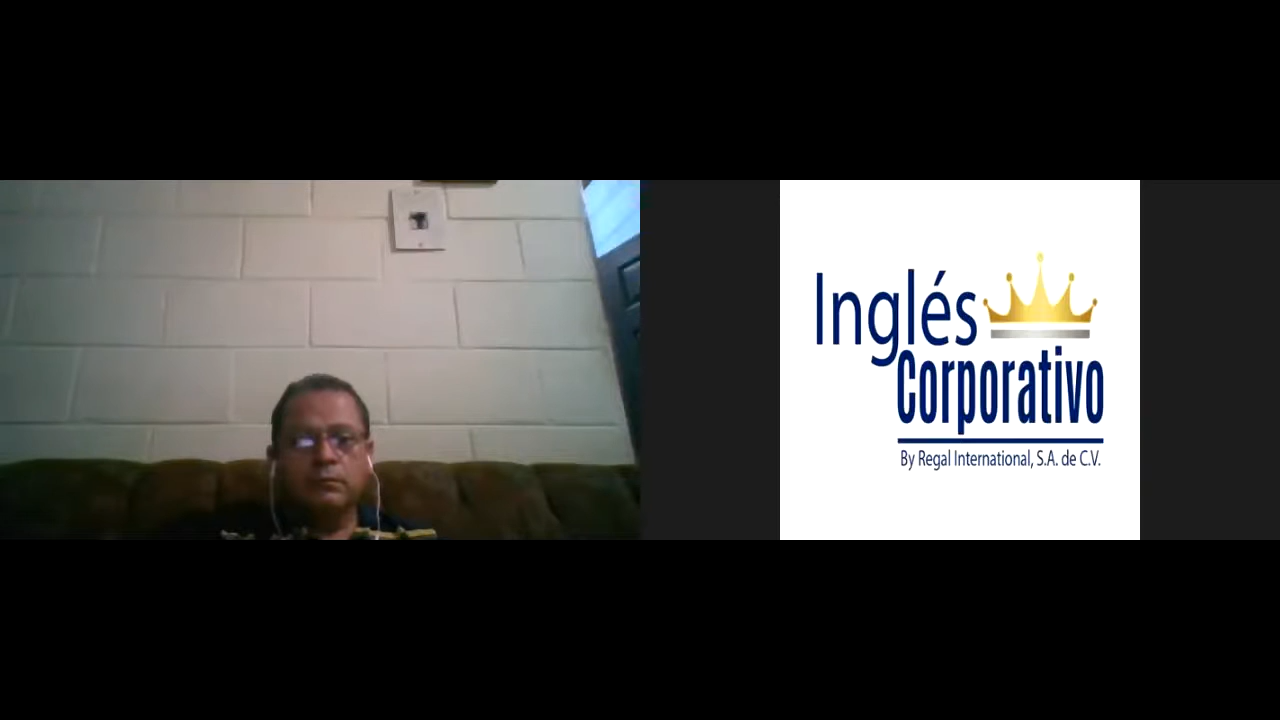 Inglés
Corporativo
By Regal International, S.A. de C.V.